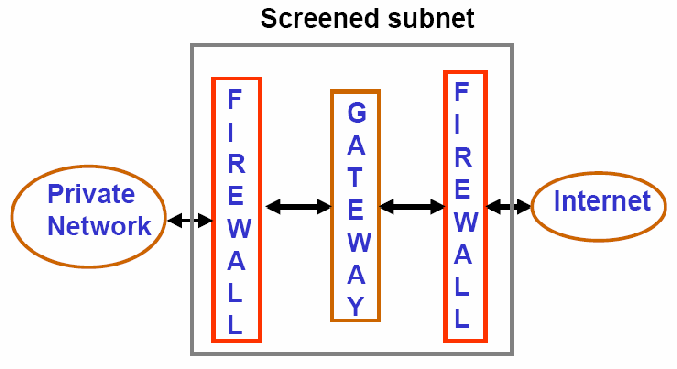 Screened subnet
Private
Network
FIREWALL
GATEWAY
FIREWALL
Internet